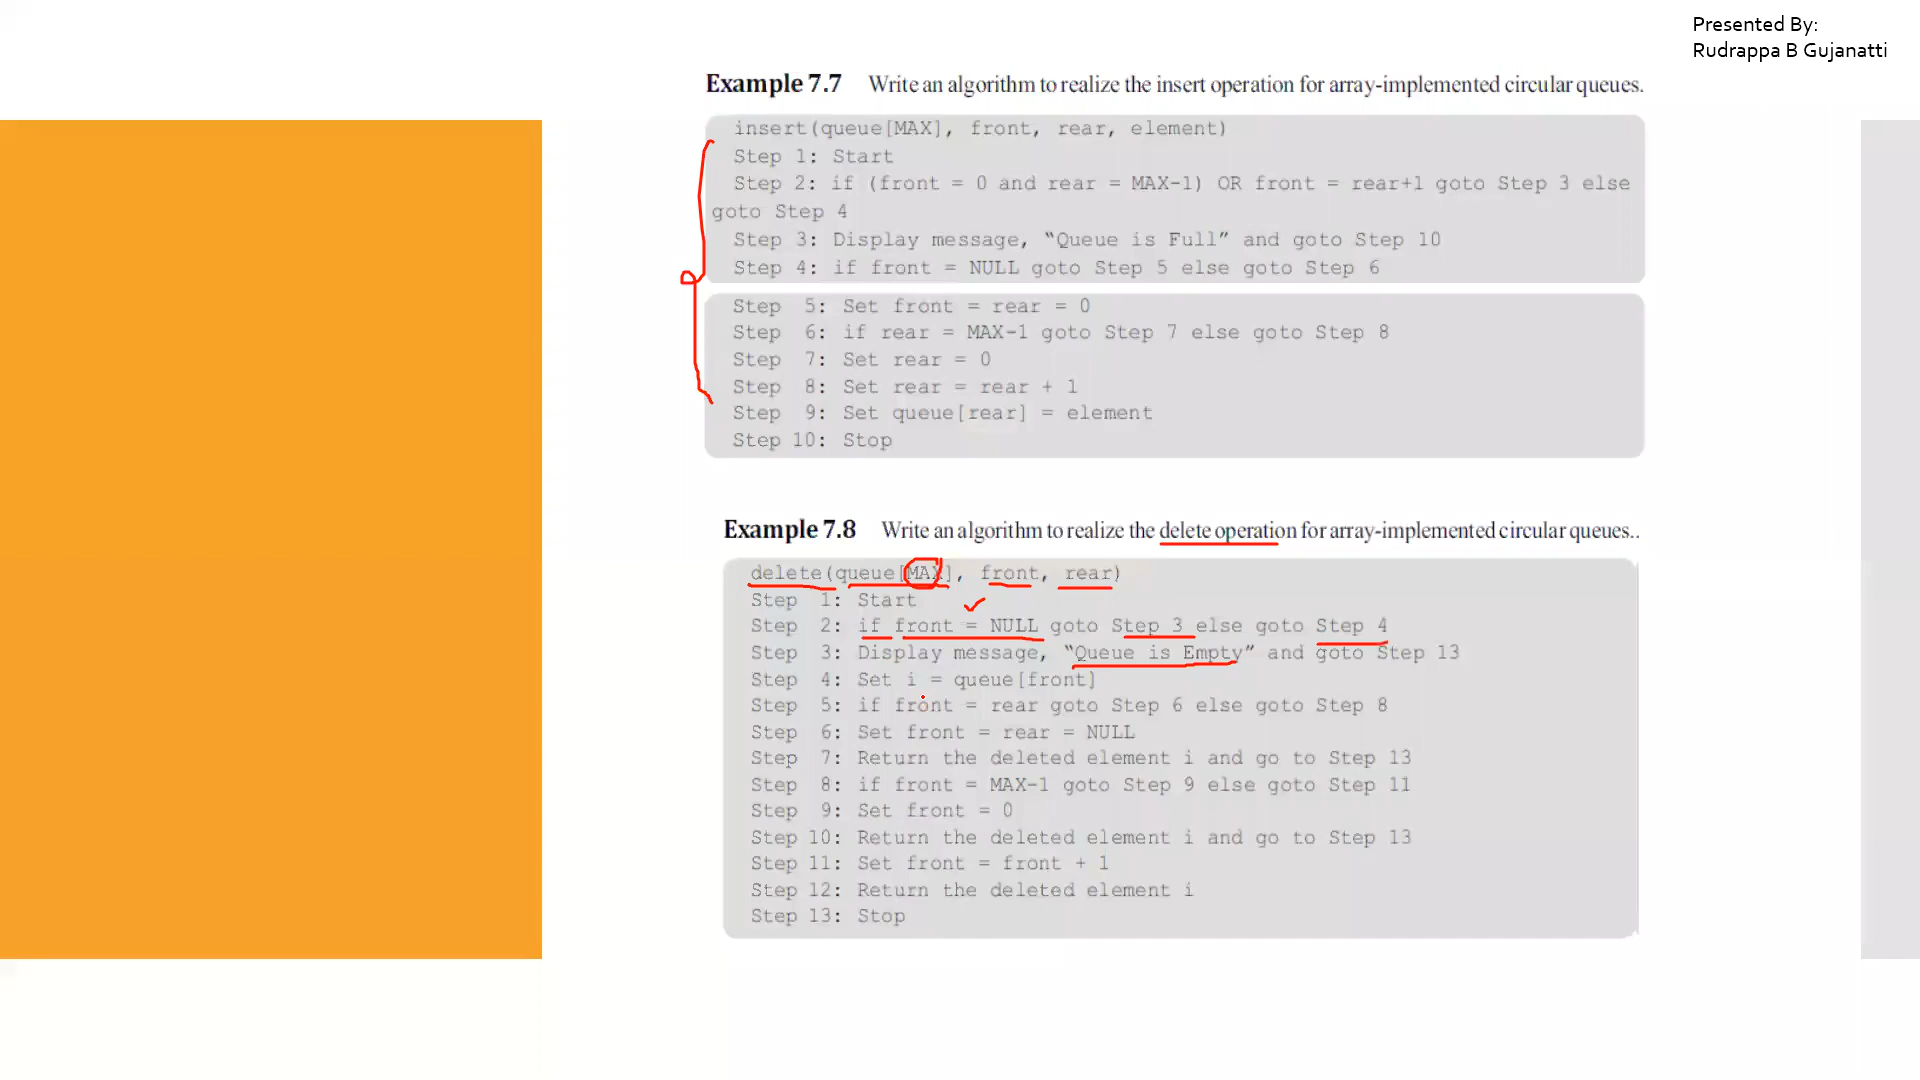 Presented By:
Rudrappa B Gujanatti
Example 7.7 Write an algorithm to realize the insert operation for array-implemented circular queues.
insert(queue[MAX], front, rear, element)
Step 1: Start
Step 2: if (front = 0 and rear = MAX-1) OR front = rear+1 goto Step 3 else
goto Step 4
Step 3: Display message, “Queue is Full” and goto Step 10
Step 4: if front = NULL goto Step 5 else goto Step 6
Step 5: Set front = rear = 0
Step 6: if rear = MAX-1 goto Step 7 else goto Step 8
Step 7: Set rear = 0
Step 8: Set rear = rear + 1
Step 9: Set queue[rear] = element
Step 10: Stop
Example 7.8 Write an algorithm to realize the delete operation for array-implemented circular queues..
delete(queue[MAX], front, rear)
Step 1: Start
Step 2: if front = NULL goto Step 3 else goto Step 4
Step 3: Display message, “Queue is Empty” and goto Step 13
Step 4: Set i = queue[front]
Step 5: if front = rear goto Step 6 else goto Step 8
Step 6: Set front = rear = NULL
Step 7: Return the deleted element i and go to Step 13
Step 8: if front = MAX-1 goto Step 9 else goto Step 11
Step 9: Set front = 0
Step 10: Return the deleted element i and go to Step 13
Step 11: Set front = front + 1
Step 12: Return the deleted element i
Step 13: Stop